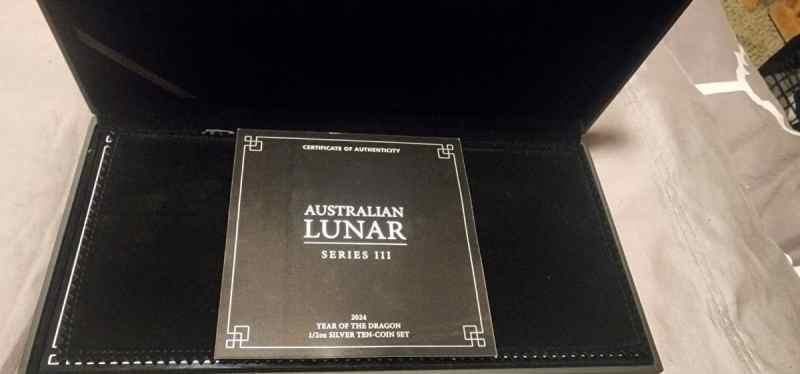 CERTIFICATE OF AUTHENTICITY
AUSTRALIAN
LUNAR
SERIES III
2024
YEAR OF THE DRAGON
1/2oz SILVER TEN-COIN SET